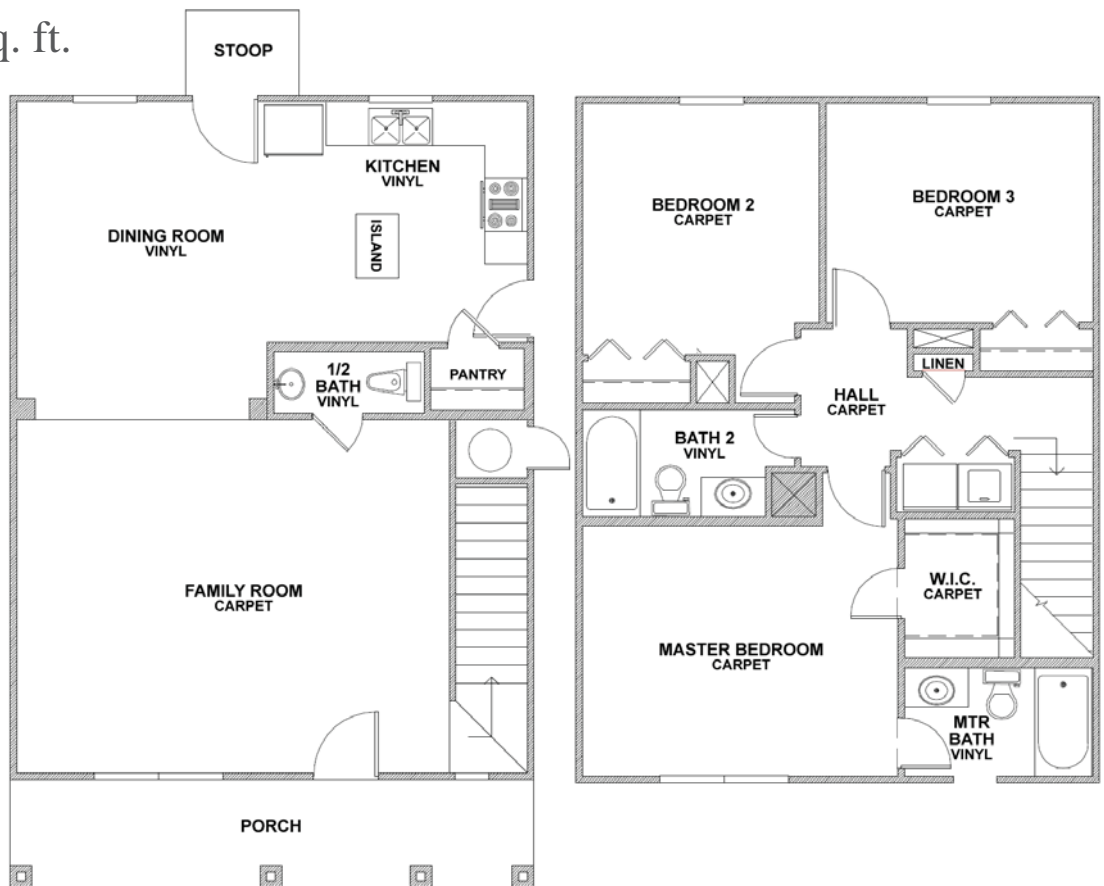 q. ft.
STOOP
KITCHEN
VINYL
DINING ROOM
VINYL
ISLAND
1/2
BATH
VINYL
PANTRY
FAMILY ROOM
CARPET
PORCH
BEDROOM 2
CARPET
BEDROOM 3
CARPET
LINEN
HALL
CARPET
BATH 2
VINYL
W.I.C.
CARPET
MASTER BEDROOM
CARPET
MTR
BATH
VINYL